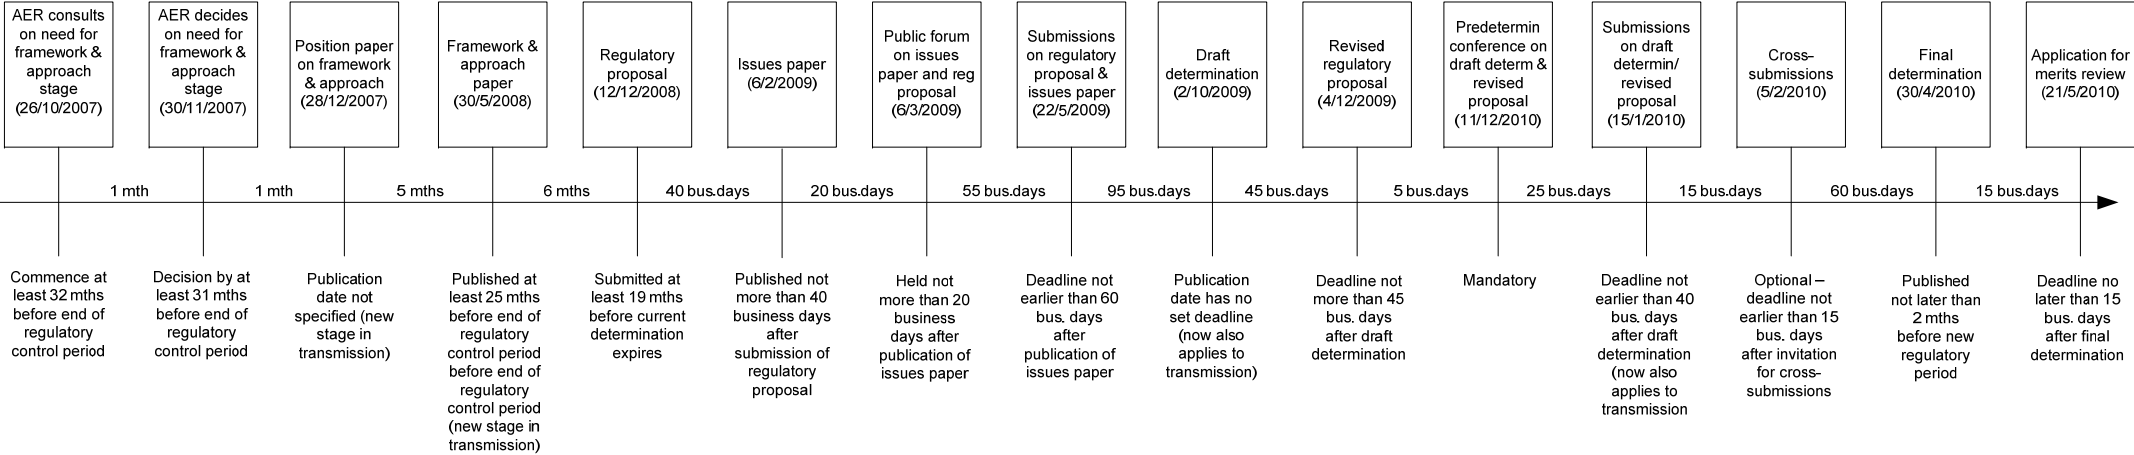 AER consults
on need for
framework &
approach
stage
(26/10/2007)
AER decides
on need for
framework &
approach
stage
(30/11/2007)
Position paper
on framework
& approach
(28/12/2007)
Framework &
approach
paper
(30/5/2008)
Regulatory
proposal
(12/12/2008)
Issues paper
(6/2/2009)
Public forum
on issues
paper and reg
proposal
(6/3/2009)
Submissions
on regulatory
proposal &
issues paper
(22/5/2009)
Draft
determination
(2/10/2009)
Revised
regulatory
proposal
(4/12/2009)
Predetermin
conference on
draft determ &
revised
proposal
(11/12/2010)
Submissions
on draft
determin/
revised
proposal
(15/1/2010)
Cross-
submissions
(5/2/2010)
Final
determination
(30/4/2010)
Application for
merits review
(21/5/2010)
1 mth
1 mth
5 mths
6 mths
40 bus.days
20 bus.days
55 bus.days
95 bus.days
45 bus.days
5 bus.days
25 bus.days
15 bus.days
60 bus.days
15 bus.days
Commence at
least 32 mths
before end of
regulatory
control period
Decision by at
least 31 mths
before end of
regulatory
control period
Publication
date not
specified (new
stage in
transmission)
Published at
least 25 mths
before end of
regulatory
control period
before end of
regulatory
control period
(new stage in
transmission)
Submitted at
least 19 mths
before current
determination
expires
Published not
more than 40
business days
after
submission of
regulatory
proposal
Held not
more than 20
business
days after
publication of
issues paper
Deadline not
earlier than 60
bus. days
after
publication of
issues paper
Publication
date has no
set deadline
(now also
applies to
transmission)
Deadline not
more than 45
bus. days
after draft
determination
Mandatory
Deadline not
earlier than 40
bus. days
after draft
determination
(now also
applies to
transmission
Optional –
deadline not
earlier than 15
bus. days
after invitation
for cross-
submissions
Published
not later than
2 mths
before new
regulatory
period
Deadline no
later than 15
bus. days
after final
determination